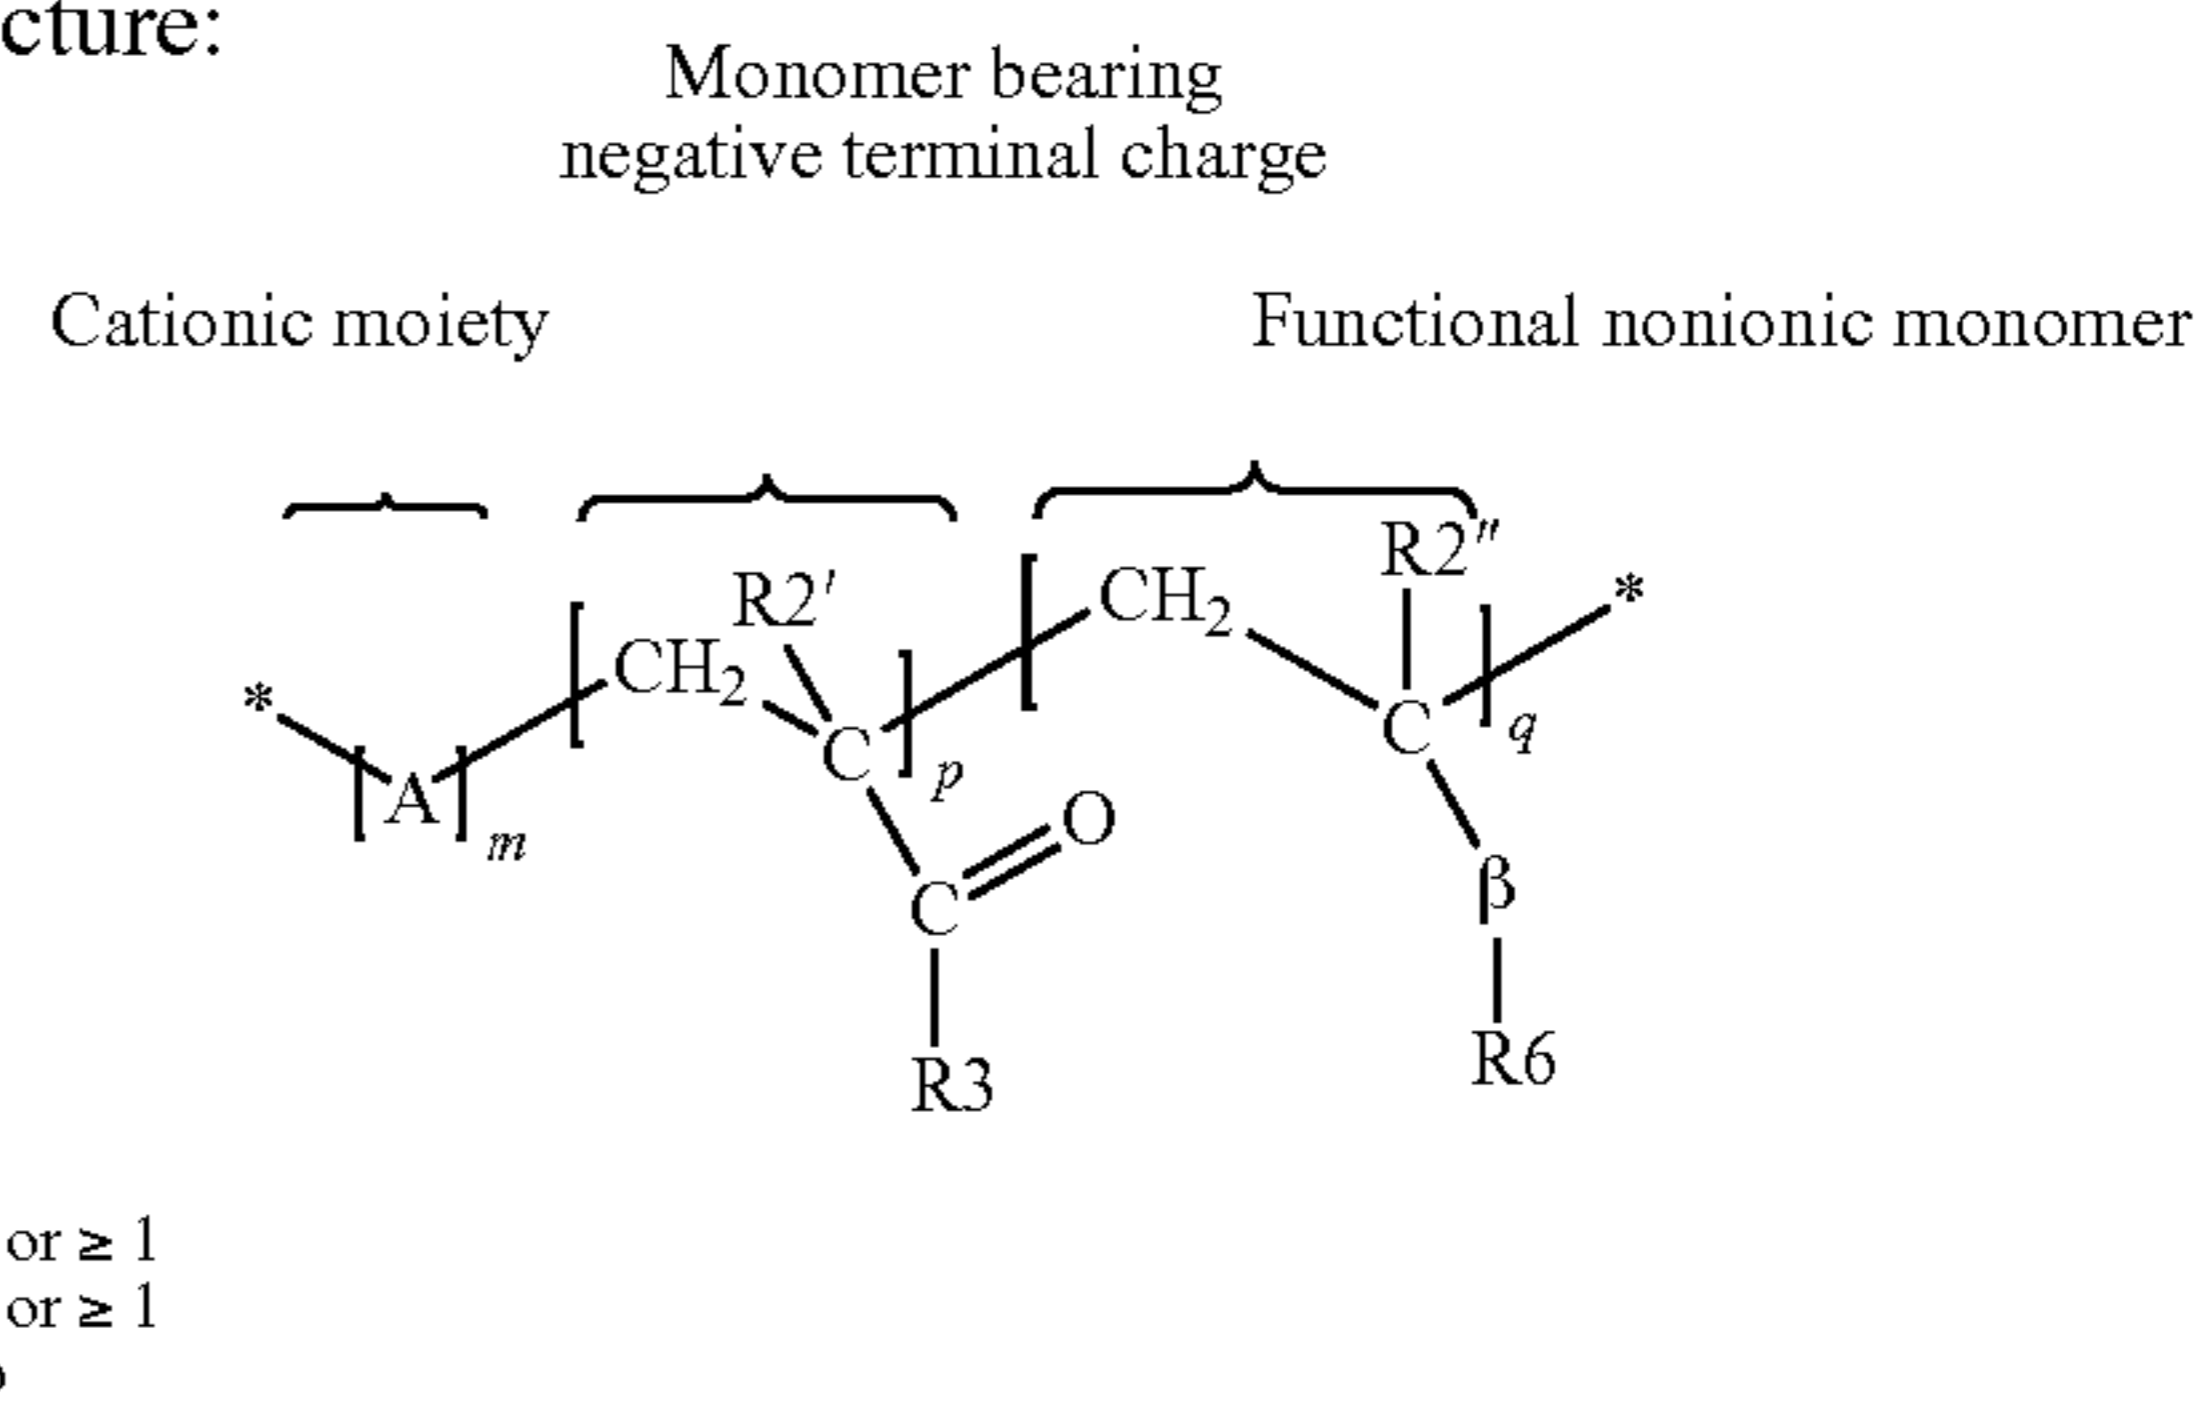 cture:
Monomer bearing
negative terminal charge
Cationic moiety
Functional nonionic monomer
R2″
CH2
*
R2′
CH2
*
C
q
C
p
A
m
O
β
C
R6
R3
or ≥ 1
or ≥ 1